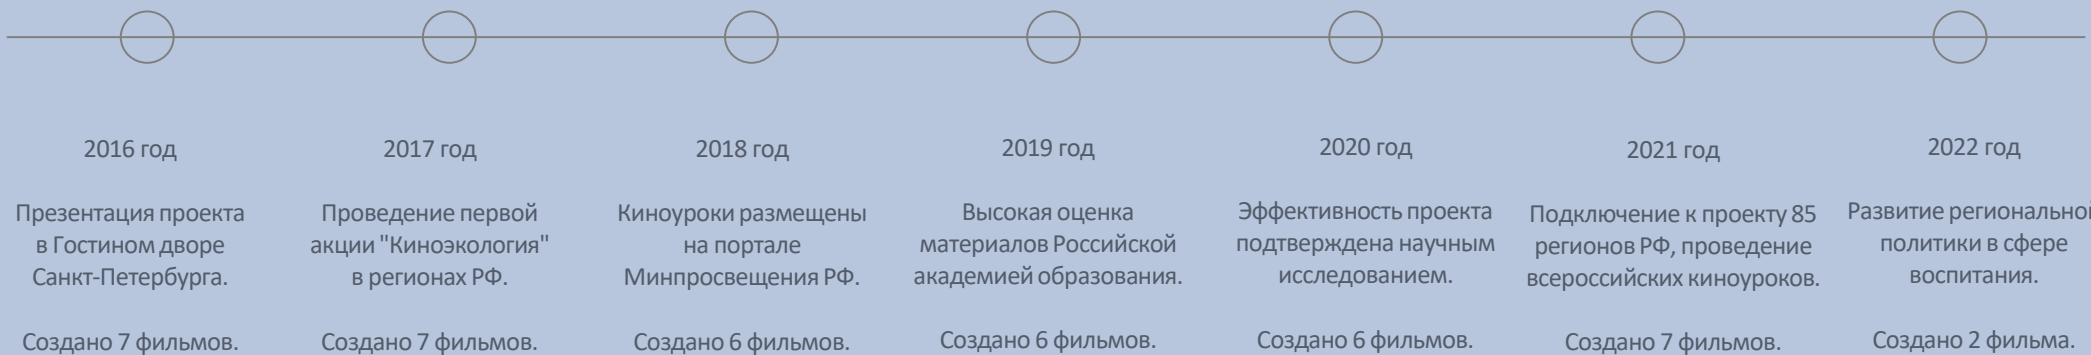 2016 год
Презентация проекта
в Гостином дворе
Санкт-Петербурга.
Создано 7 фильмов.
2017 год
Проведение первой
акции "Киноэкология"
в регионах РФ.
Создано 7 фильмов.
2018 год
Киноуроки размещены
на портале
Минпросвещения РФ.
Создано 6 фильмов.
2019 год
Высокая оценка
материалов Российской
академией образования.
Создано 6 фильмов.
2020 год
Эффективность проекта
подтверждена научным
исследованием.
Создано 6 фильмов.
2021 год
Подключение к проекту 85
регионов РФ, проведение
всероссийских киноуроков.
Создано 7 фильмов.
2022 год
Развитие региональной
политики в сфере
воспитания.
Создано 2 фильма.